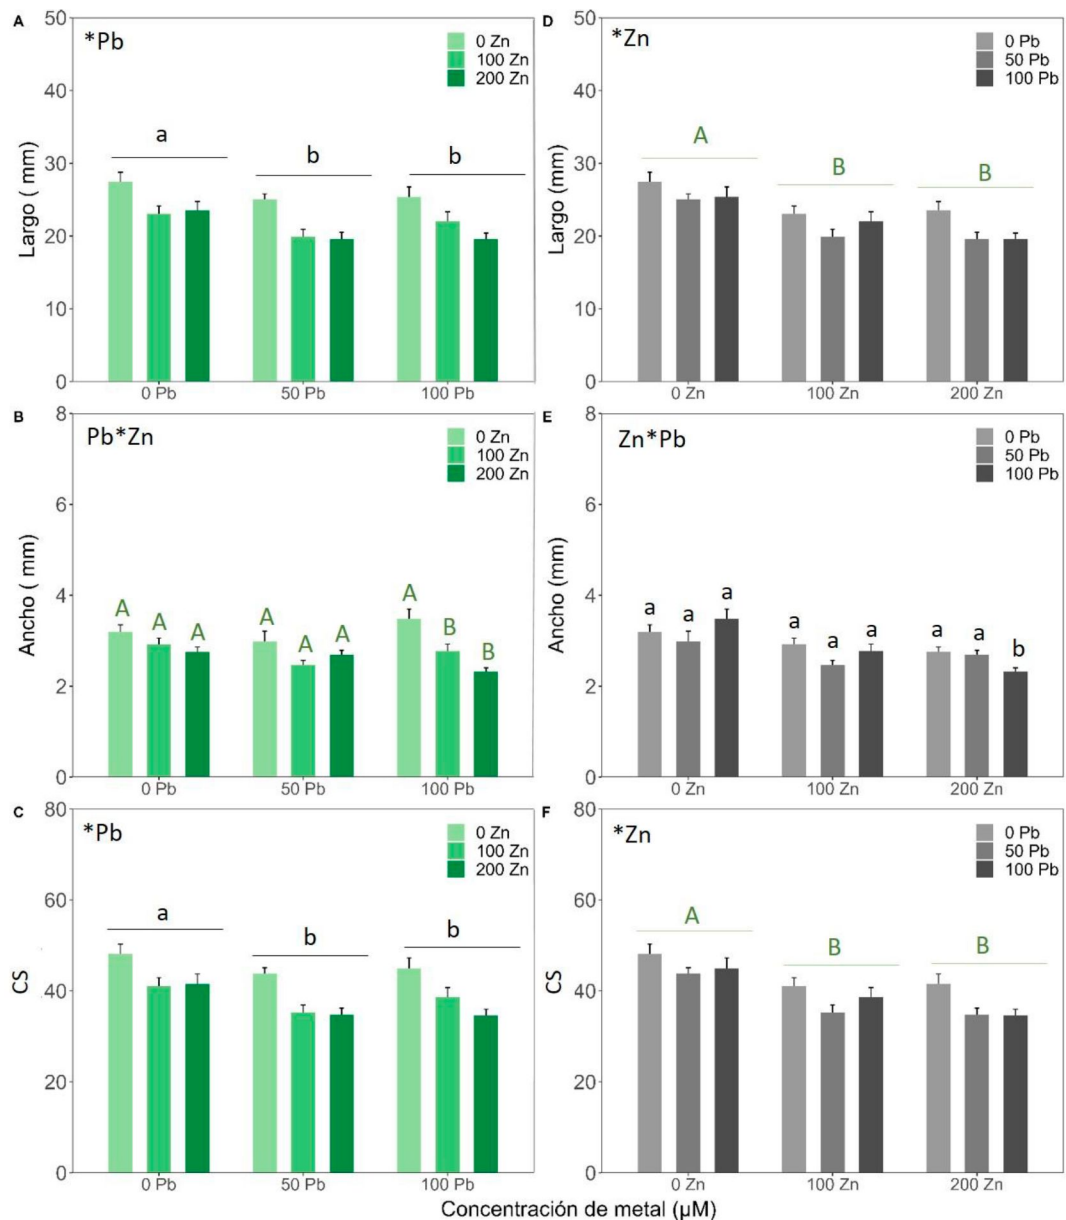 A
*Pb
0 Zn
100 Zn
200 Zn
50
40
30
20
10
0
Largo ( mm)
a
b
b
0 Pb
50 Pb
100 Pb
D
*Zn
0 Pb
50 Pb
100 Pb
50
40
30
20
10
0
Largo (mm)
A
B
B
0 Zn
100 Zn
200 Zn
B
Pb*Zn
0 Zn
100 Zn
200 Zn
8
6
4
2
0
Ancho ( mm)
A
A
A
A
A
A
A
B
B
0 Pb
50 Pb
100 Pb
E
Zn*Pb
0 Pb
50 Pb
100 Pb
8
6
4
2
0
Ancho (mm)
a
a
a
a
a
a
a
a
b
0 Zn
100 Zn
200 Zn
C
*Pb
0 Zn
100 Zn
200 Zn
80
60
40
20
0
CS
a
b
b
0 Pb
50 Pb
100 Pb
F
*Zn
0 Pb
50 Pb
100 Pb
80
60
40
20
0
CS
A
B
B
0 Zn
100 Zn
200 Zn
Concentración de metal (µM)